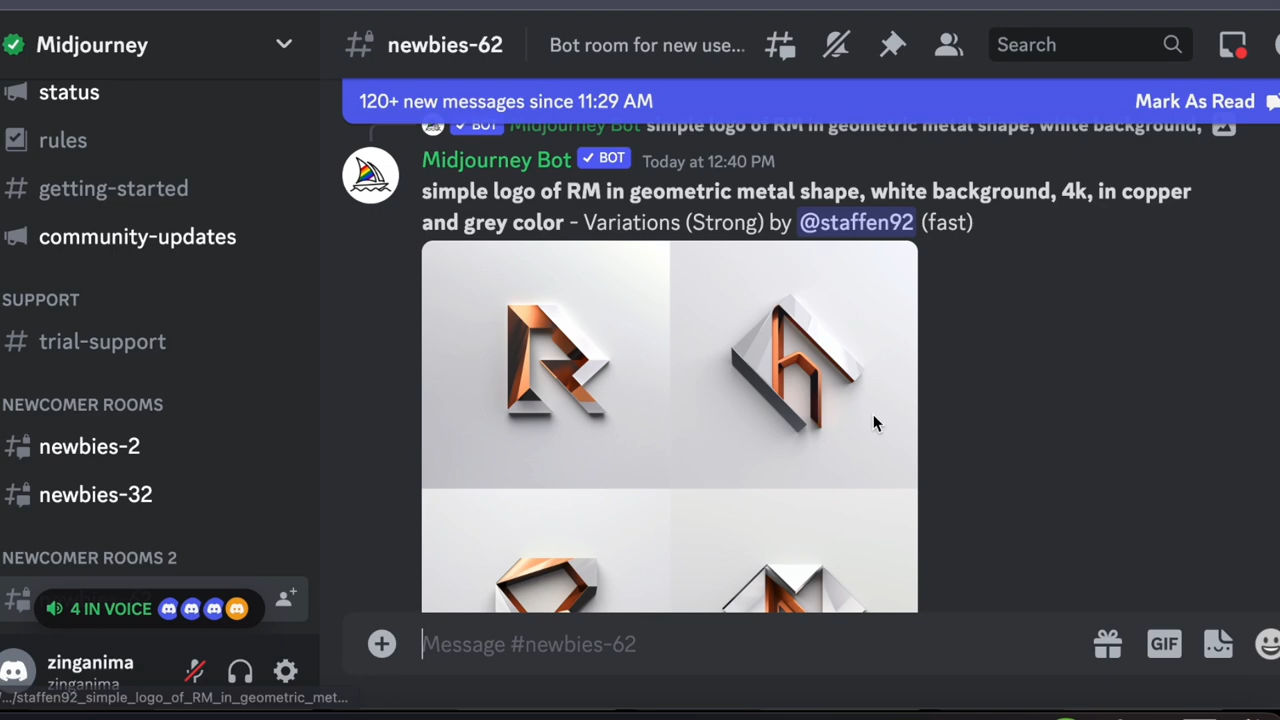 Midjourney
newbies-62
Bot room for new use...
Search
status
rules
getting-started
community-updates
SUPPORT
trial-support
NEWCOMER ROOMS
newbies-2
newbies-32
NEWCOMER ROOMS 2
4 IN VOICE
zinganima
zinganima
.../staffen92_simple_logo_of_RM_in_geometric_met...
120+ new messages since 11:29 AM
Mark As Read
BOT Midjourney Bot simple logo of RM in geometric metal shape, white background,
Midjourney Bot BOT Today at 12:40 PM
simple logo of RM in geometric metal shape, white background, 4k, in copper
and grey color - Variations (Strong) by @staffen92 (fast)
R
h
Message #newbies-62
GIF